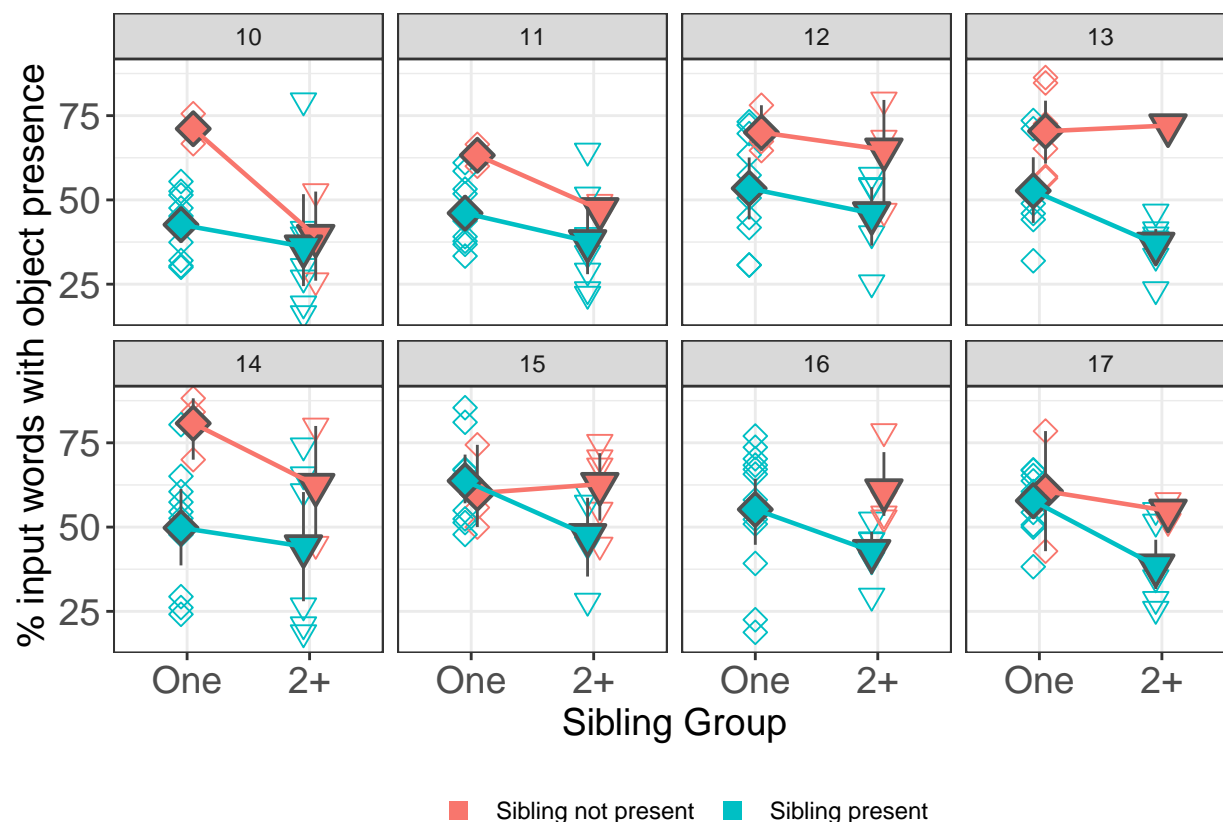 % input words with object presence
10 11 12 13
75
50
25
14 15 16 17
75
50
25
One 2+ One 2+ One 2+ One 2+
Sibling Group
Sibling not present Sibling present